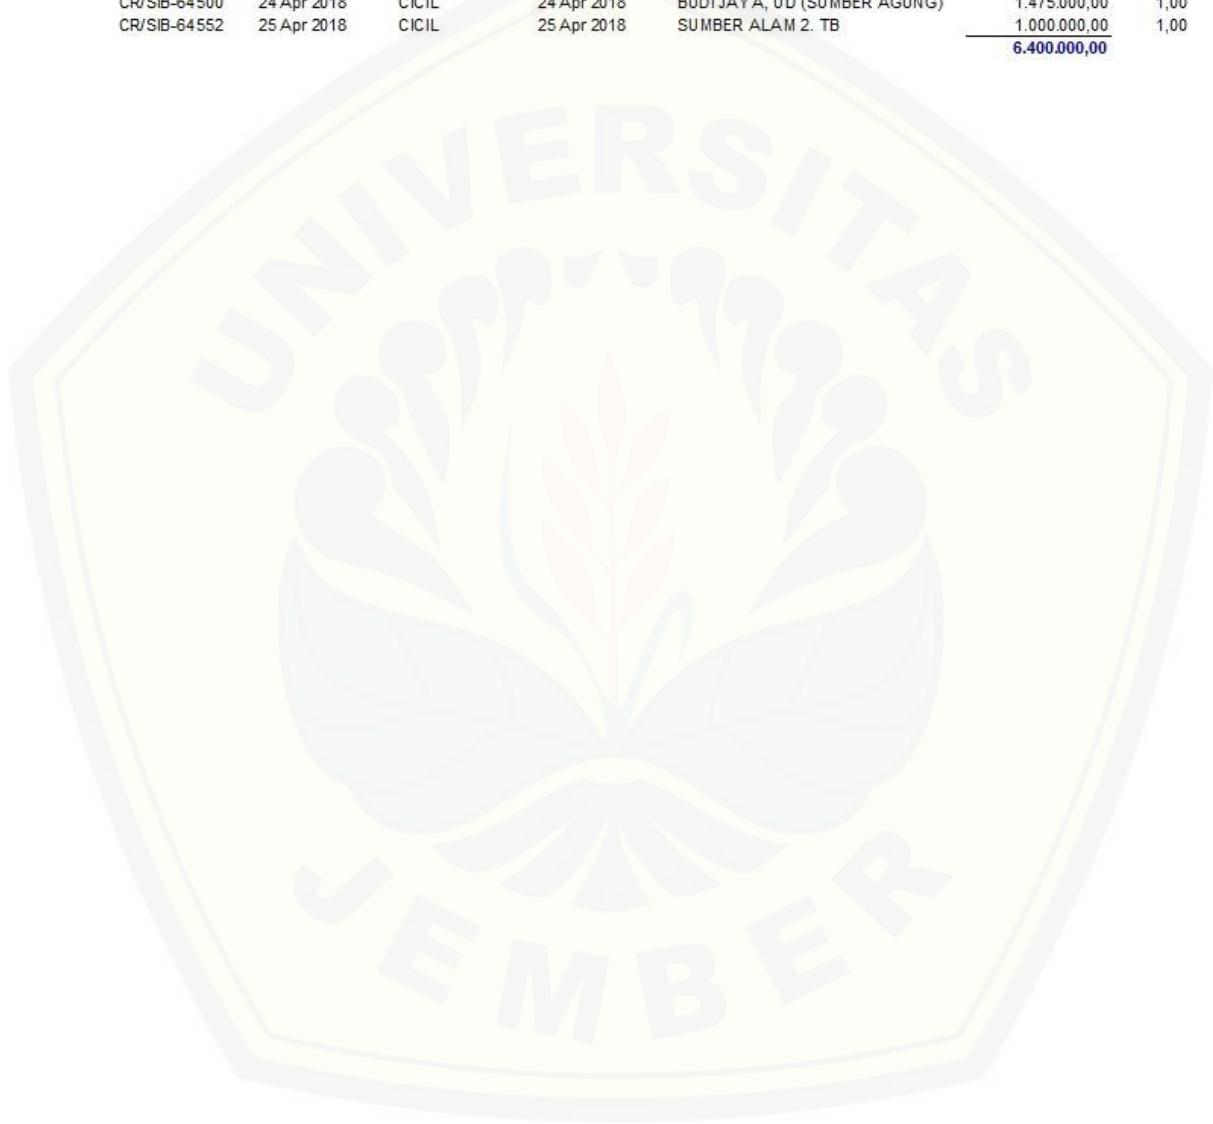 CR/SIB-64500 24 Apr 2018 CICIL 24 Apr 2018 BUDIJAYA, UD (SUMBER AGUNG) 1.475.000,00 1,00
CR/SIB-64552 25 Apr 2018 CICIL 25 Apr 2018 SUMBER ALAM 2. TB 1.000.000,00 1,00
6.400.000,00
UNIVERSITAS
JEMBER